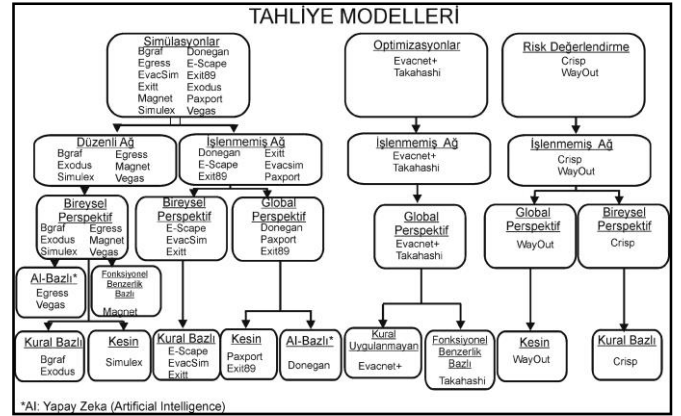 TAHLİYE MODELLERİ
Simülasyonlar
Bgraf Donegan
Egress E-Scape
EvacSim Exit89
Exitt Exodus
Magnet Paxport
Simulex Vegas
Optimizasyonlar
Evacnet+
Takahashi
Risk Değerlendirme
Crisp
WayOut
Düzenli Ağ
Bgraf Egress
Exodus Magnet
Simulex Vegas
İşlenmemiş Ağ
Donegan Exitt
E-Scape Evacsim
Exit89 Paxport
İşlenmemiş Ağ
Evacnet+
Takahashi
İşlenmemiş Ağ
Crisp
WayOut
Bireysel
Perspektif
Bgraf Egress
Exodus Magnet
Simulex Vegas
Bireysel
Perspektif
E-Scape
EvacSim
Exitt
Global
Perspektif
Donegan
Paxport
Exit89
Global
Perspektif
Evacnet+
Takahashi
Global
Perspektif
WayOut
Bireysel
Perspektif
Crisp
AI-Bazlı*
Egress
Vegas
Fonksiyonel
Benzerlik
Bazlı
Magnet
Kural Bazlı
Bgraf
Exodus
Kesin
Simulex
Kural Bazlı
E-Scape
EvacSim
Exitt
Kesin
Paxport
Exit89
AI-Bazlı*
Donegan
Kural
Uygulanmayan
Evacnet+
Fonksiyonel
Benzerlik
Bazlı
Takahashi
Kesin
WayOut
Kural Bazlı
Crisp
*AI: Yapay Zeka (Artificial Intelligence)